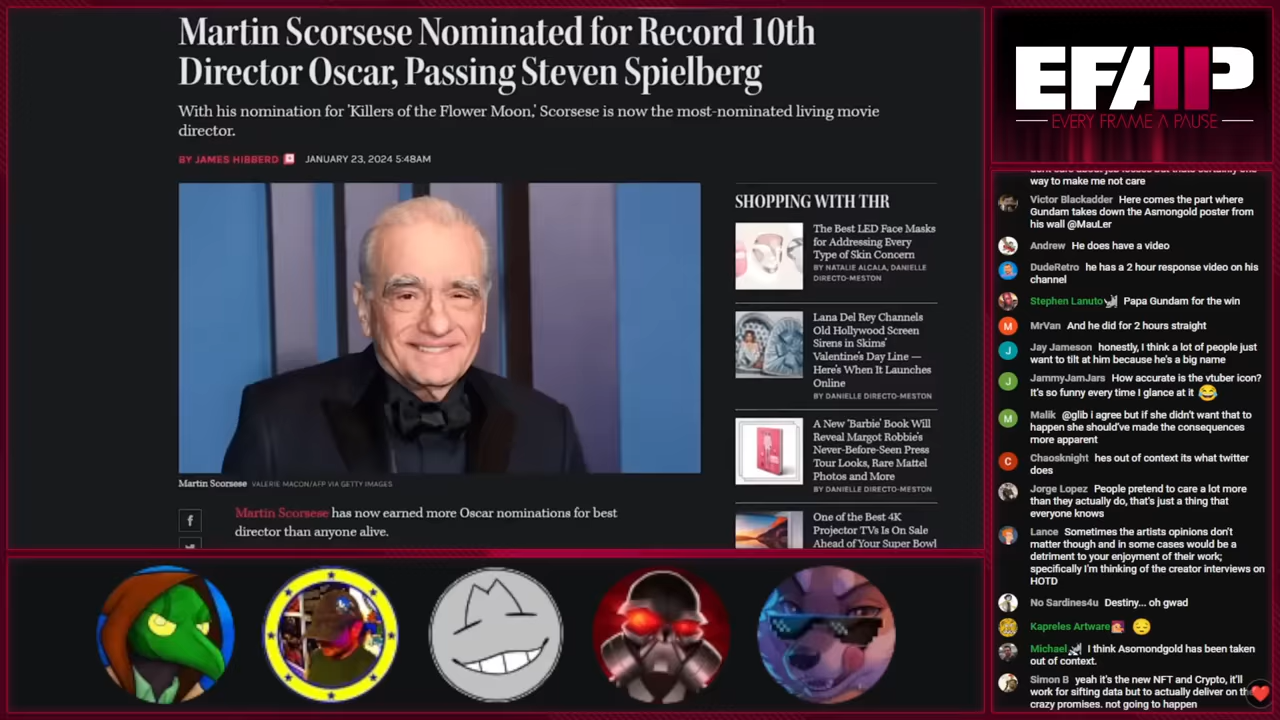 Martin Scorsese Nominated for Record 10th
Director Oscar, Passing Steven Spielberg
With his nomination for 'Killers of the Flower Moon,' Scorsese is now the most-nominated living movie
director.
BY JAMES HIBBERD JANUARY 23, 2024 5:48AM
Martin Scorsese VALERIE MACON/AFP VIA GETTY IMAGES
f
Martin Scorsese has now earned more Oscar nominations for best
director than anyone alive.
SHOPPING WITH THR
The Best LED Face Masks
for Addressing Every
Type of Skin Concern
BY NATALIE ALCALA, DANIELLE
DIRECTO-MESTON
Lana Del Rey Channels
Old Hollywood Screen
Sirens in Skims'
Valentine's Day Line —
Here's When It Launches
Online
BY DANIELLE DIRECTO-MESTON
A New 'Barbie' Book Will
Reveal Margot Robbie's
Never-Before-Seen Press
Tour Looks, Rare Mattel
Photos and More
BY DANIELLE DIRECTO-MESTON
One of the Best 4K
Projector TVs Is On Sale
Ahead of Your Super Bowl
EFAP
EVERY FRAME A PAUSE
way to make me not care
Victor Blackadder Here comes the part where
Gundam takes down the Asmongold poster from
his wall @MauLer
Andrew He does have a video
DudeRetro he has a 2 hour response video on his
channel
Stephen Lanuto Papa Gundam for the win
M
MrVan And he did for 2 hours straight
J
Jay Jameson honestly, I think a lot of people just
want to tilt at him because he's a big name
J
JammyJamJars How accurate is the vtuber icon?
It's so funny every time I glance at it 😂
M
Malik @glib i agree but if she didn't want that to
happen she should've made the consequences
more apparent
C
Chaosknight hes out of context its what twitter
does
Jorge Lopez People pretend to care a lot more
than they actually do, that's just a thing that
everyone knows
Lance Sometimes the artists opinions don't
matter though and in some cases would be a
detriment to your enjoyment of their work;
specifically I'm thinking of the creator interviews on
HOTD
No Sardines4u Destiny... oh gwad
Kapreles Artware 😔
Michael I think Asomondgold has been taken
out of context.
Simon B yeah it's the new NFT and Crypto, it'll
work for sifting data but to actually deliver on
crazy promises. not going to happen